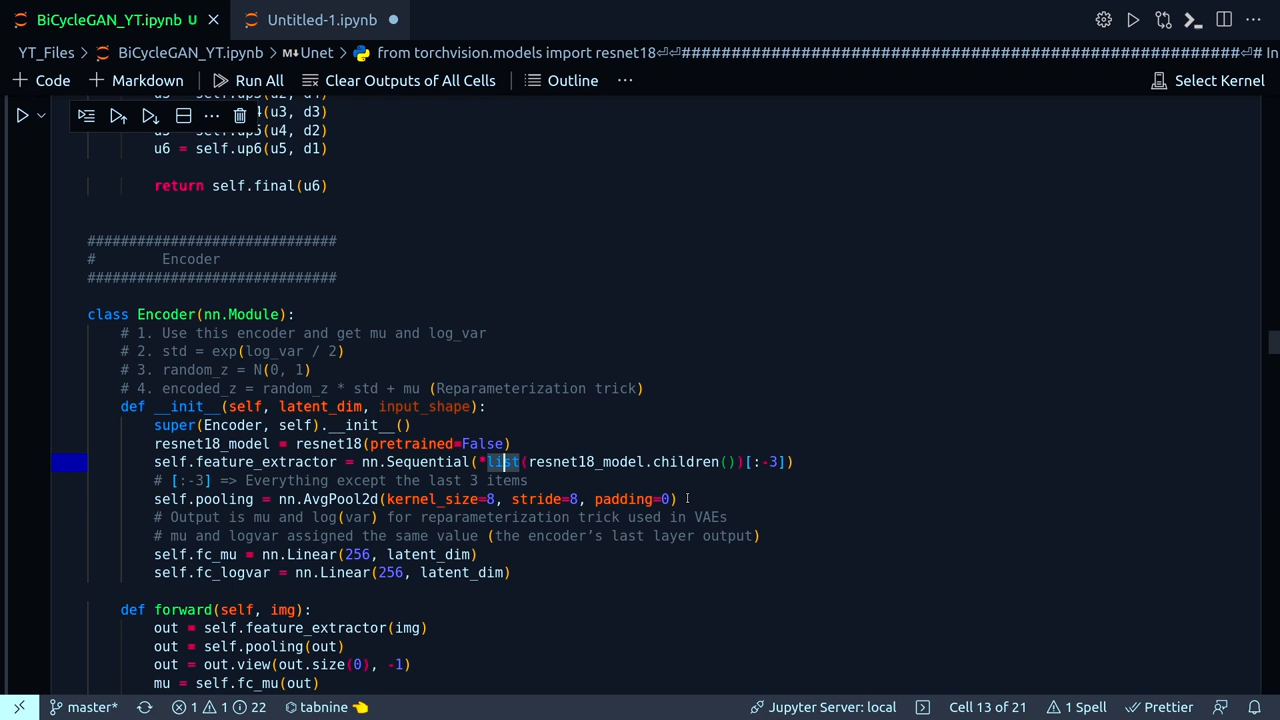 BiCycleGAN_YT.ipynb U
Untitled-1.ipynb
YT_Files > BiCycleGAN_YT.ipynb > M↓Unet > from torchvision.models import resnet18⏎⏎###################################################################⏎# In
Code
Markdown
Run All
Clear Outputs of All Cells
Outline
Select Kernel
4(u3, d3)
(u4, d2)
u6 = self.up6(u5, d1)
return self.final(u6)
##############################
# Encoder
##############################
class Encoder(nn.Module):
# 1. Use this encoder and get mu and log_var
# 2. std = exp(log_var / 2)
# 3. random_z = N(0, 1)
# 4. encoded_z = random_z * std + mu (Reparameterization trick)
def __init__(self, latent_dim, input_shape):
super(Encoder, self).__init__()
resnet18_model = resnet18(pretrained=False)
self.feature_extractor = nn.Sequential(*list(resnet18_model.children())[:-3])
# [:-3] => Everything except the last 3 items
self.pooling = nn.AvgPool2d(kernel_size=8, stride=8, padding=0)
# Output is mu and log(var) for reparameterization trick used in VAEs
# mu and logvar assigned the same value (the encoder’s last layer output)
self.fc_mu = nn.Linear(256, latent_dim)
self.fc_logvar = nn.Linear(256, latent_dim)
def forward(self, img):
out = self.feature_extractor(img)
out = self.pooling(out)
out = out.view(out.size(0), -1)
mu = self.fc_mu(out)
master* 1 1 22 tabnine Jupyter Server: local Cell 13 of 21 1 Spell Prettier